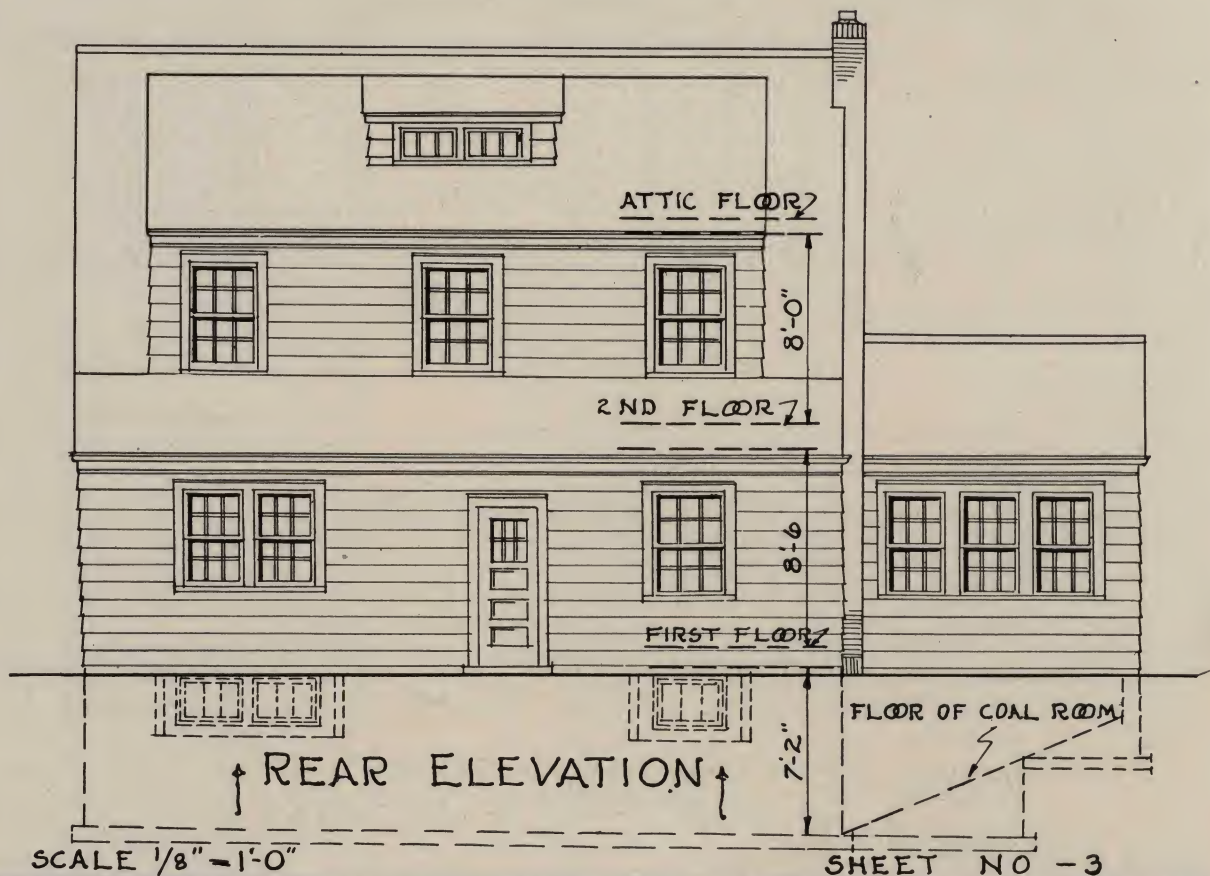 ATTIC FLOOR
8'-0"
2ND FLOOR
8'-6
FIRST FLOOR
FLOOR OF COAL ROOM
7'-2"
REAR ELEVATION
SCALE 1/8" = 1'-0"
SHEET NO - 3